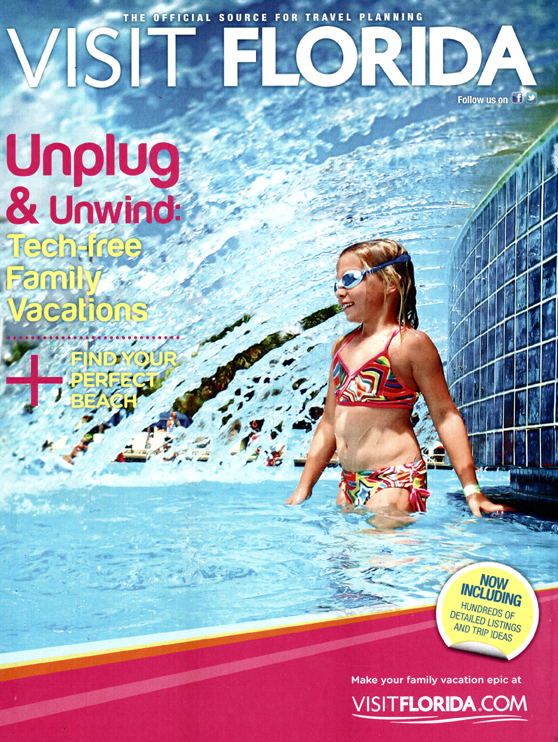 THE OFFICIAL SOURCE FOR TRAVEL PLANNING
VISIT FLORIDA
Follow us on
Unplug
& Unwind:
Tech-free
Family
Vacations
+ FIND YOUR
PERFECT
BEACH
NOW
INCLUDING
HUNDREDS OF
DETAILED LISTINGS
AND TRIP IDEAS
Make your family vacation epic at
VISITFLORIDA.COM